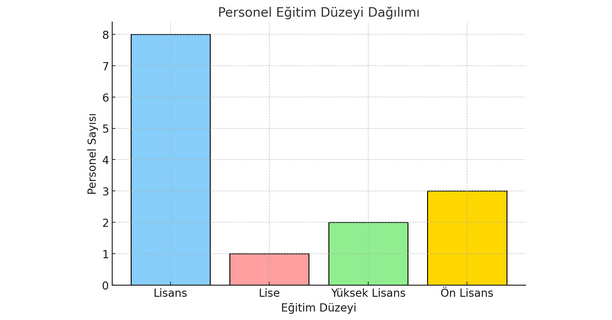 Personel Eğitim Düzeyi Dağılımı
Personel Sayısı
8
7
6
5
4
3
2
1
0
Lisans Lise Yüksek Lisans Ön Lisans
Eğitim Düzeyi